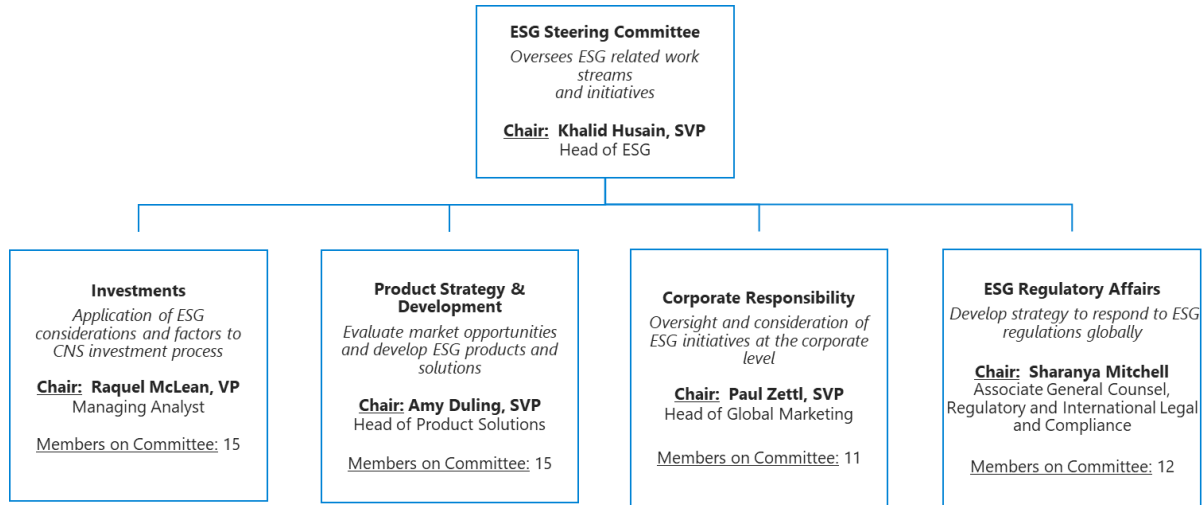 ESG Steering Committee
Oversees ESG related work
streams
and initiatives
Chair:  Khalid Husain, SVP
Head of ESG
Investments
Application of ESG
considerations and factors to
CNS investment process
Chair:  Raquel McLean, VP
Managing Analyst
Members on Committee: 15
Product Strategy &
Development
Evaluate market opportunities
and develop ESG products and
solutions
Chair: Amy Duling, SVP
Head of Product Solutions
Members on Committee: 15
Corporate Responsibility
Oversight and consideration of
ESG initiatives at the corporate
level
Chair:  Paul Zettl, SVP
Head of Global Marketing
Members on Committee: 11
ESG Regulatory Affairs
Develop strategy to respond to ESG
regulations globally
Chair:  Sharanya Mitchell
Associate General Counsel,
Regulatory and International Legal
and Compliance
Members on Committee: 12